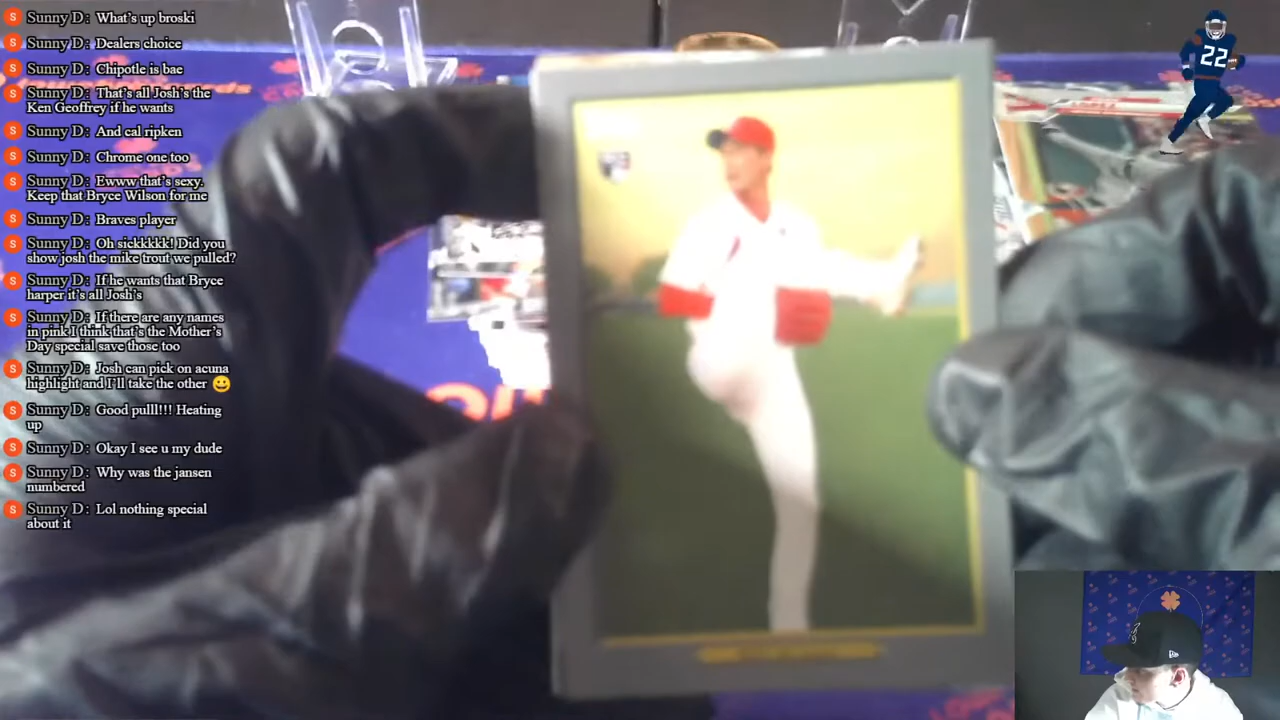 Sunny D: What's up broski
Sunny D: Dealers choice
Sunny D: Chipotle is bae
Sunny D: That's all Josh's the
Ken Geoffrey if he wants
Sunny D: And cal ripken
Sunny D: Chrome one too
Sunny D: Ewww that's sexy.
Keep that Bryce Wilson for me
Sunny D: Braves player
Sunny D: Oh sickkkkk! Did you
show josh the mike trout we pulled?
Sunny D: If he wants that Bryce
harper it's all Josh's
Sunny D: If there are any names
in pink I think that's the Mother's
Day special save those too
Sunny D: Josh can pick on acuna
highlight and I'll take the other 😀
Sunny D: Good pulll!!! Heating
up
Sunny D: Okay I see u my dude
Sunny D: Why was the jansen
numbered
Sunny D: Lol nothing special
about it
22